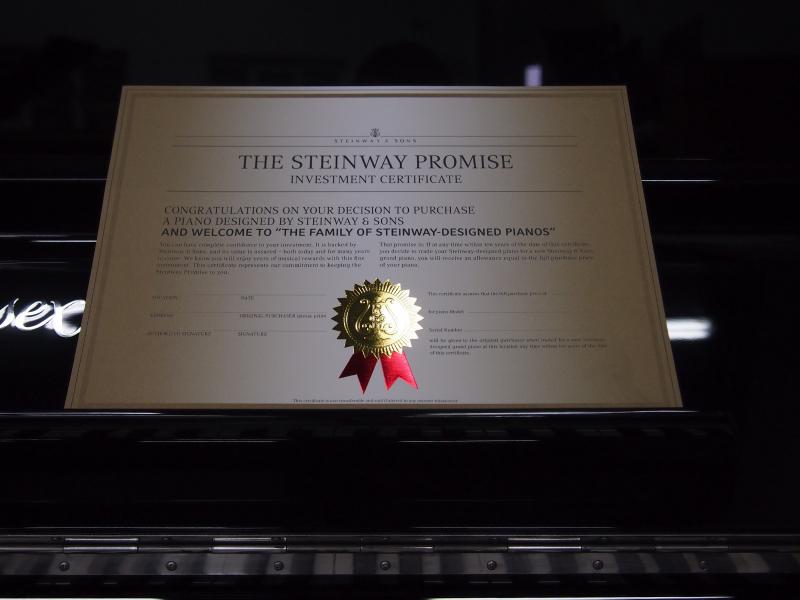 STEINWAY & SONS
THE STEINWAY PROMISE
INVESTMENT CERTIFICATE
CONGRATULATIONS ON YOUR DECISION TO PURCHASE
A PIANO DESIGNED BY STEINWAY & SONS
AND WELCOME TO “THE FAMILY OF STEINWAY-DESIGNED PIANOS”
You can have complete confidence in your investment. It is backed by
Steinway & Sons, and its value is assured – both today and for many years
to come. We know you will enjoy years of musical rewards with this fine
instrument. This certificate represents our commitment to keeping the
Steinway Promise to you.
That promise is: If at any time within ten years of the date of this certificate,
you decide to trade your Steinway-designed piano for a new Steinway & Sons
grand piano, you will receive an allowance equal to the full purchase price
of your piano.
LOCATION DATE
ADDRESS ORIGINAL PURCHASER (please print)
AUTHORIZED SIGNATURE SIGNATURE
This certificate assures that the full purchase price of
for piano Model
Serial Number
will be given to the original purchaser when traded for a new Steinway-
designed grand piano at this location any time within ten years of the date
of this certificate.
This certificate is non-transferable and void if altered in any manner whatsoever.
sex